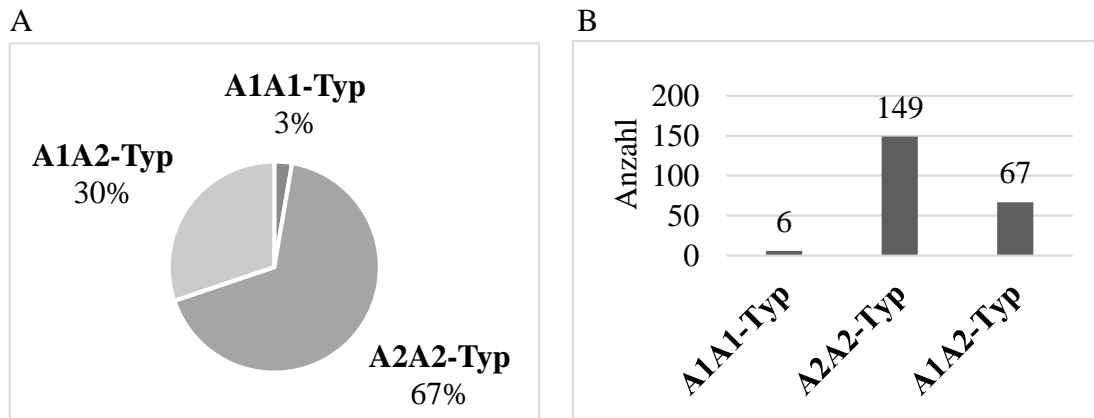 A
A1A1-Typ
3%
A1A2-Typ
30%
A2A2-Typ
67%
B
Anzahl
200
150
100
50
0
6
149
67
A1A1-Typ
A2A2-Typ
A1A2-Typ